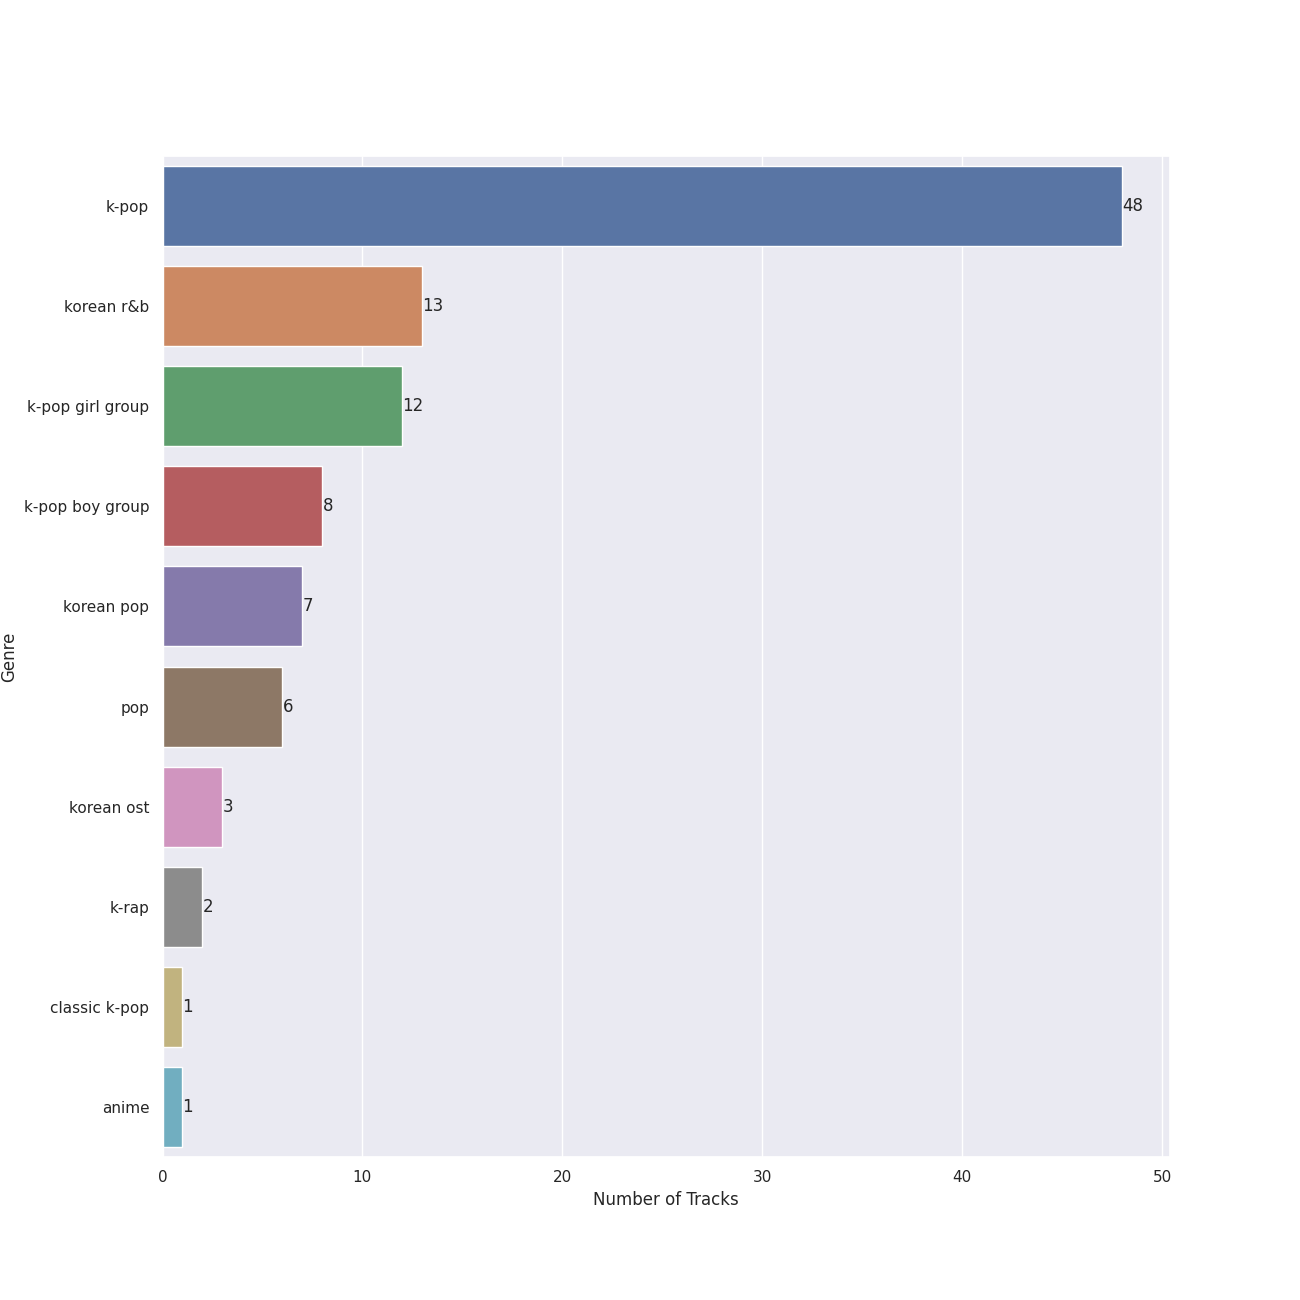 k-pop 48
korean r&b 13
k-pop girl group 12
k-pop boy group 8
korean pop 7
Genre
pop 6
korean ost 3
k-rap 2
classic k-pop 1
anime 1
0 10 20 30 40 50
Number of Tracks